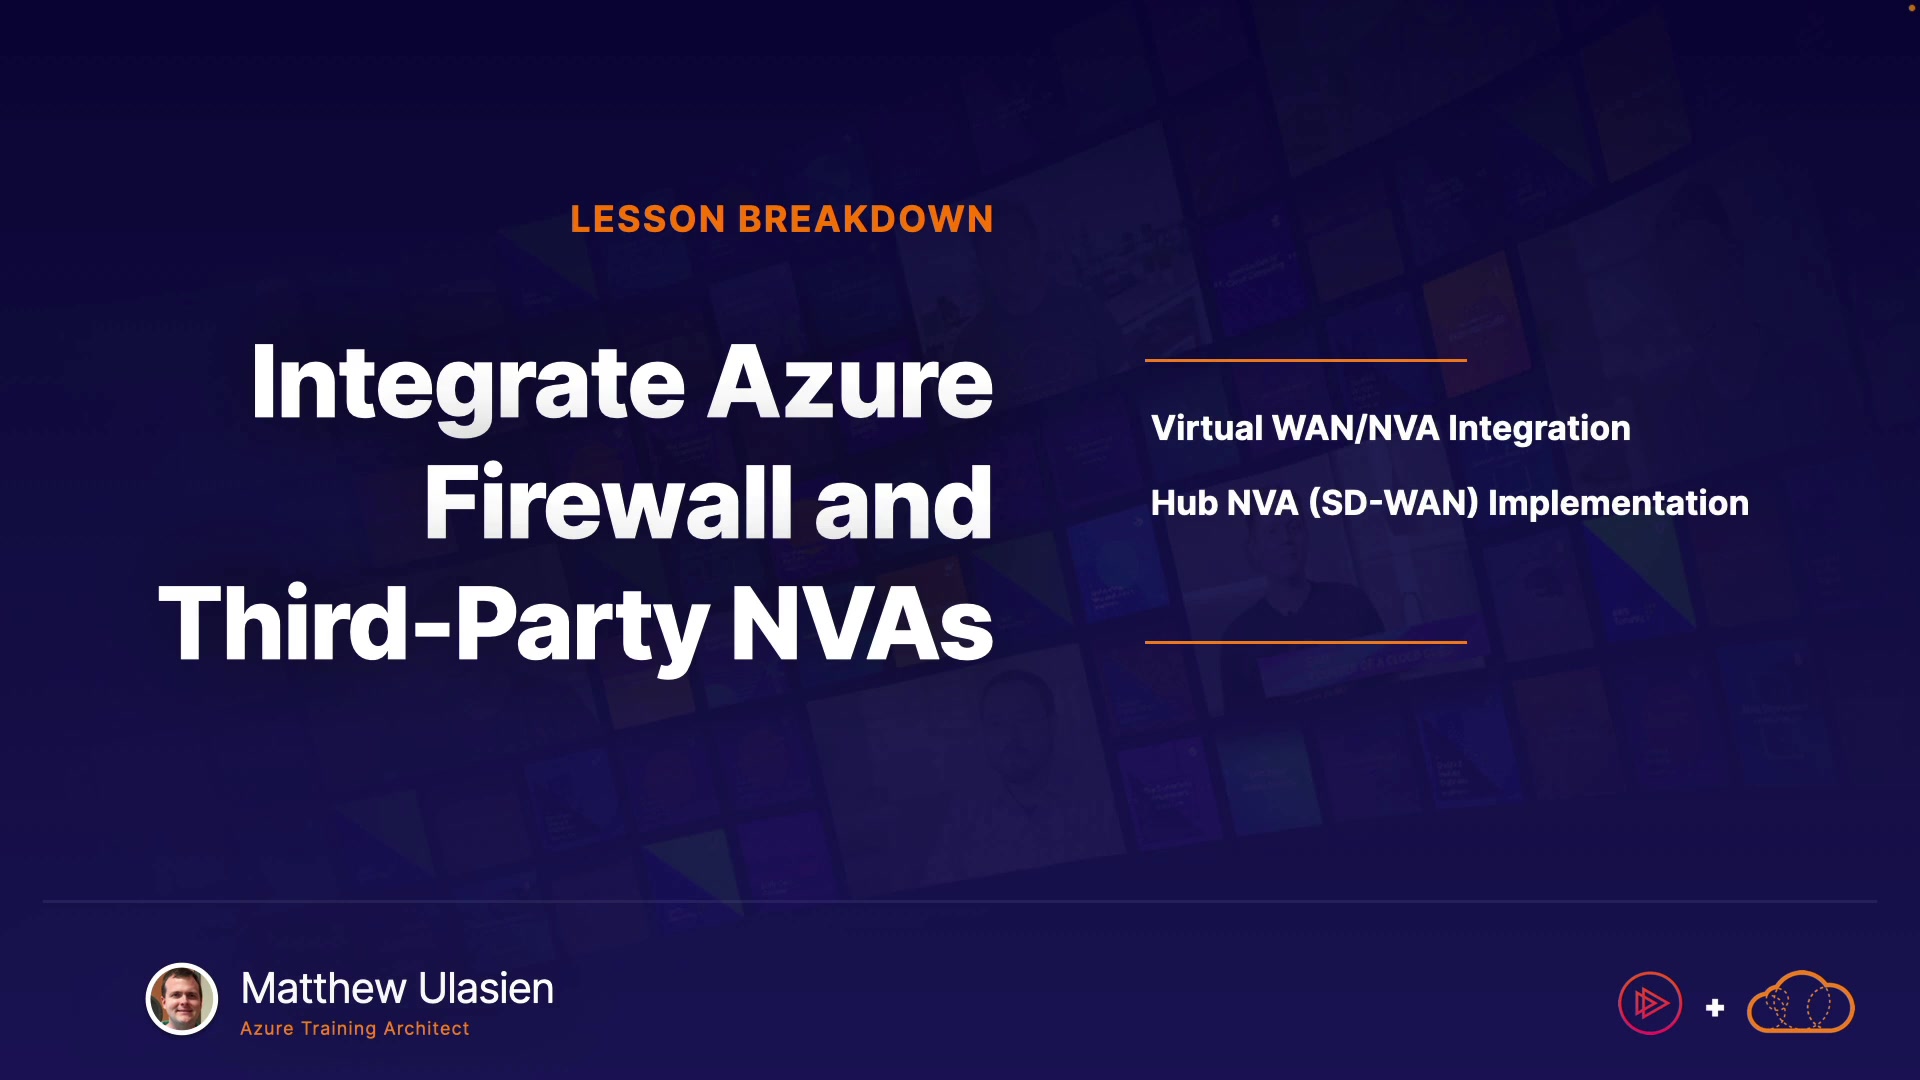 LESSON BREAKDOWN
Integrate Azure
Firewall and
Third-Party NVAs
Virtual WAN/NVA Integration
Hub NVA (SD-WAN) Implementation
Matthew Ulasien
Azure Training Architect
+